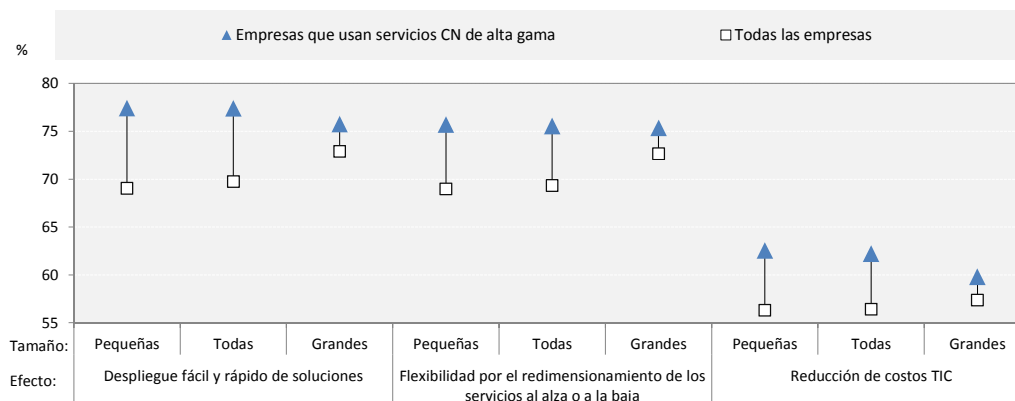 Empresas que usan servicios CN de alta gama
Todas las empresas
%
80
75
70
65
60
55
Tamaño: Pequeñas Todas Grandes Pequeñas Todas Grandes Pequeñas Todas Grandes
Efecto: Despliegue fácil y rápido de soluciones
Flexibilidad por el redimensionamiento de los
servicios al alza o a la baja
Reducción de costos TIC